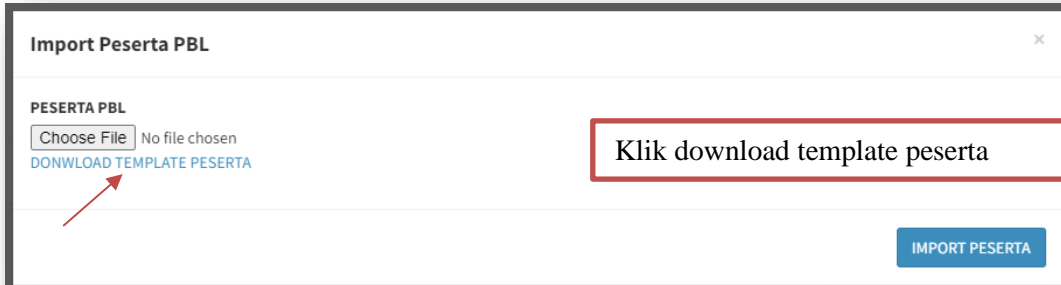 Import Peserta PBL ×
PESERTA PBL
Choose File No file chosen
DONWLOAD TEMPLATE PESERTA
Klik download template peserta
IMPORT PESERTA